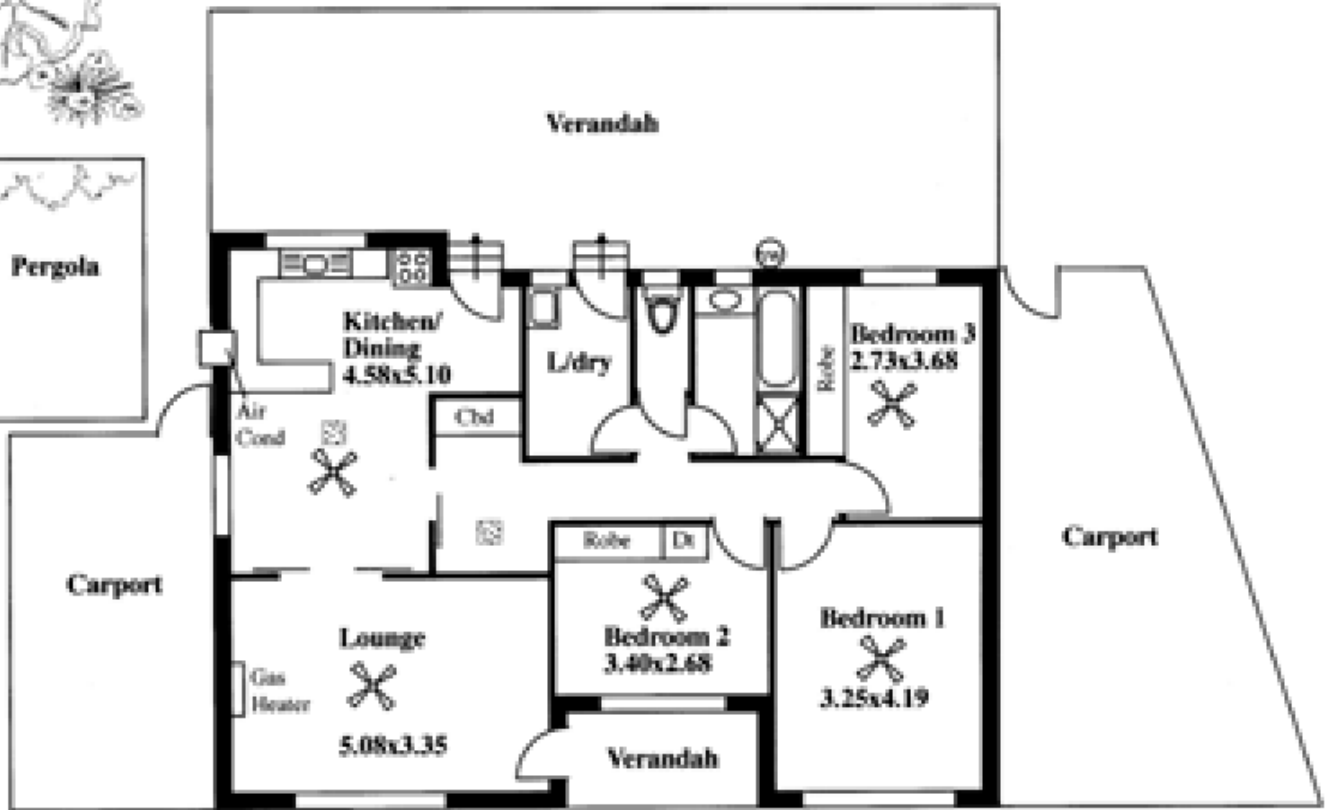 Verandah
Pergola
Kitchen/
Dining
4.58x5.10
L/dry
Robe
Bedroom 3
2.73x3.68
Air
Cond
Cbd
Carport
Robe
Dt
Carport
Lounge
Bedroom 2
3.40x2.68
Bedroom 1
3.25x4.19
Gas
Heater
5.08x3.35
Verandah